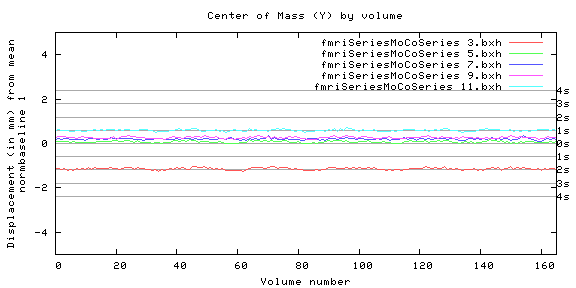 Center of Mass (Y) by volume
fmriSeriesMoCoSeries 3.bxh
fmriSeriesMoCoSeries 5.bxh
fmriSeriesMoCoSeries 7.bxh
fmriSeriesMoCoSeries 9.bxh
fmriSeriesMoCoSeries 11.bxh
Displacement (in mm) from mean
normbaseline 1
4
2
0
-2
-4
4s
3s
2s
1s
0s
1s
2s
3s
4s
0 20 40 60 80 100 120 140 160
Volume number